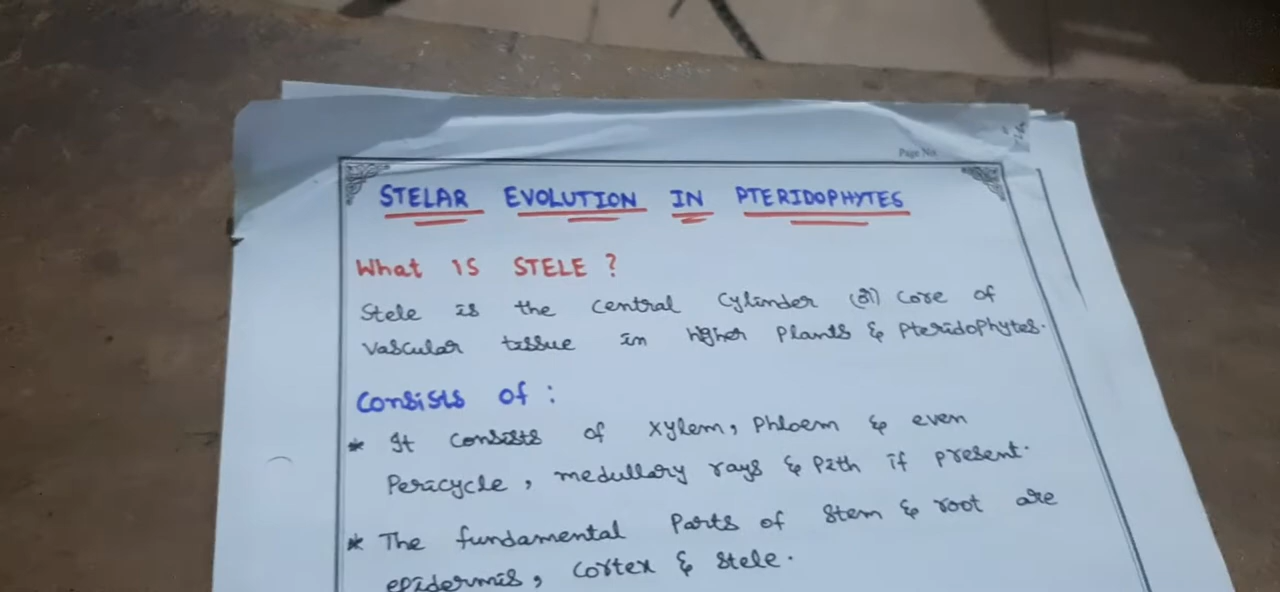 Page No.
STELAR EVOLUTION IN PTERIDOPHYTES
What IS STELE ?
Stele is the central cylinder (or) core of
vascular tissue in higher plants & pteridophytes.
Consists of :
* It consists of xylem, phloem & even
pericycle, medullary rays & pith if present.
* The fundamental parts of stem & root are
epidermis, cortex & stele.